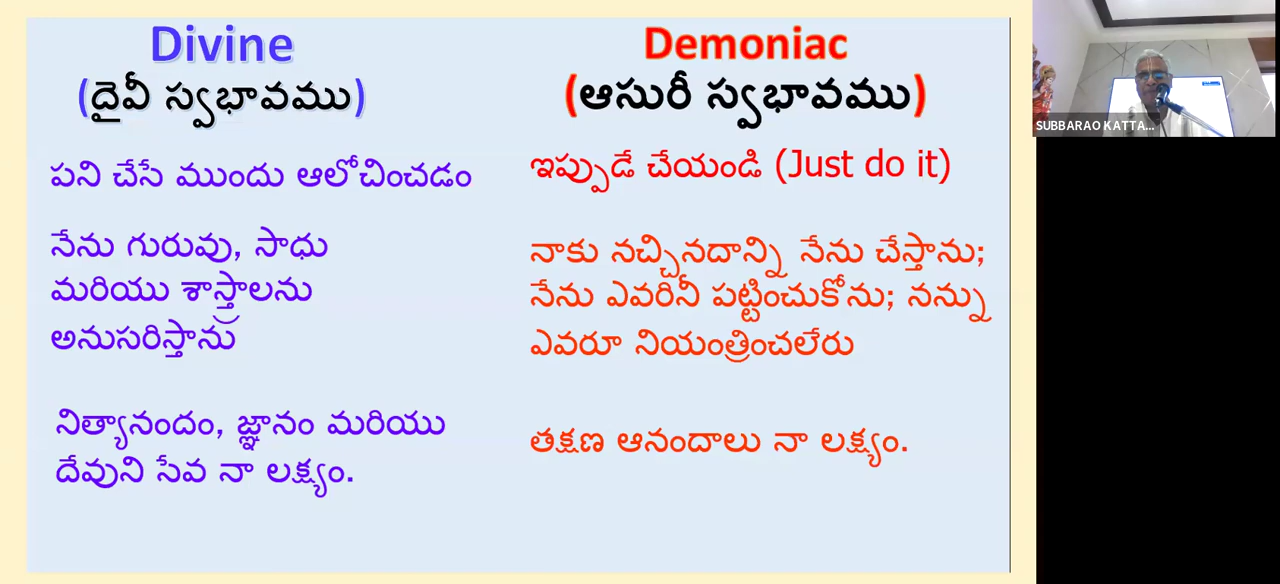 Divine
(దైవీ స్వభావము)
పని చేసే ముందు ఆలోచించడం
నేను గురువు, సాధు
మరియు శాస్త్రాలను
అనుసరిస్తాను
నిత్యానందం, జ్ఞానం మరియు
దేవుని సేవ నా లక్ష్యం.
Demoniac
(ఆసురీ స్వభావము)
ఇప్పుడే చేయండి (Just do it)
నాకు నచ్చినదాన్ని నేను చేస్తాను;
నేను ఎవరినీ పట్టించుకోను; నన్ను
ఎవరూ నియంత్రించలేరు
తక్షణ ఆనందాలు నా లక్ష్యం.
SUBBARAO KATTA...